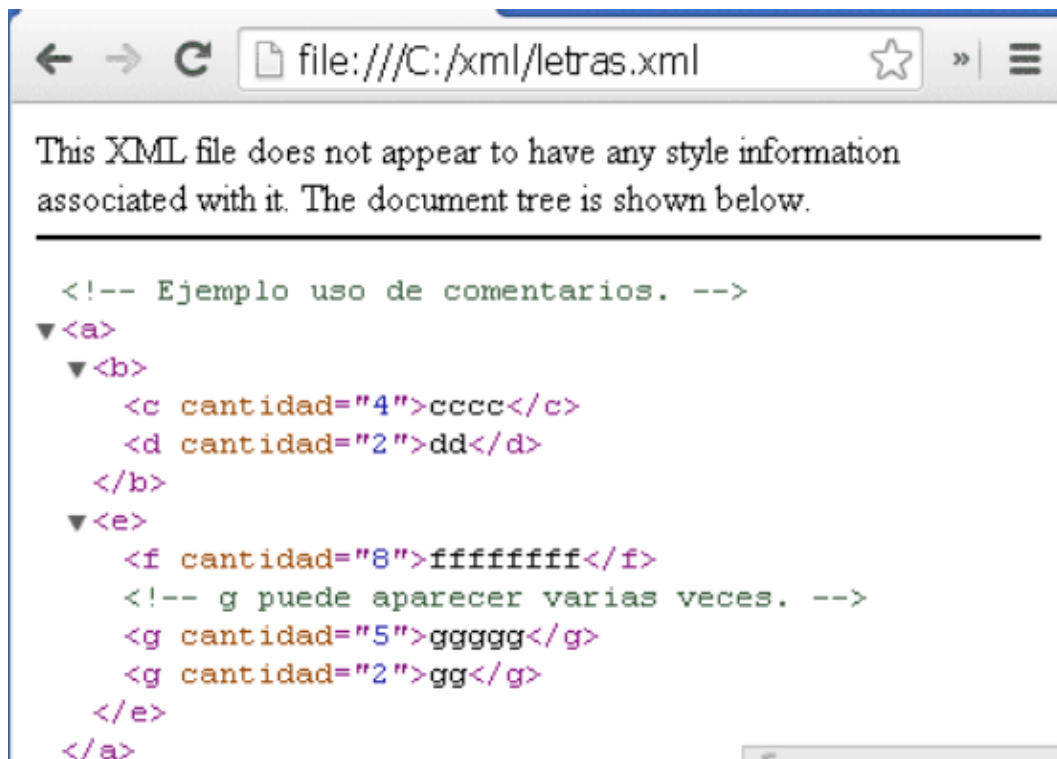 file:///C:/xml/letras.xml
»
This XML file does not appear to have any style information
associated with it. The document tree is shown below.
<!-- Ejemplo uso de comentarios. -->
▼<a>
▼<b>
<c cantidad="4">cccc</c>
<d cantidad="2">dd</d>
</b>
▼<e>
<f cantidad="8">ffffffff</f>
<!-- g puede aparecer varias veces. -->
<g cantidad="5">ggggg</g>
<g cantidad="2">gg</g>
</e>
</a>